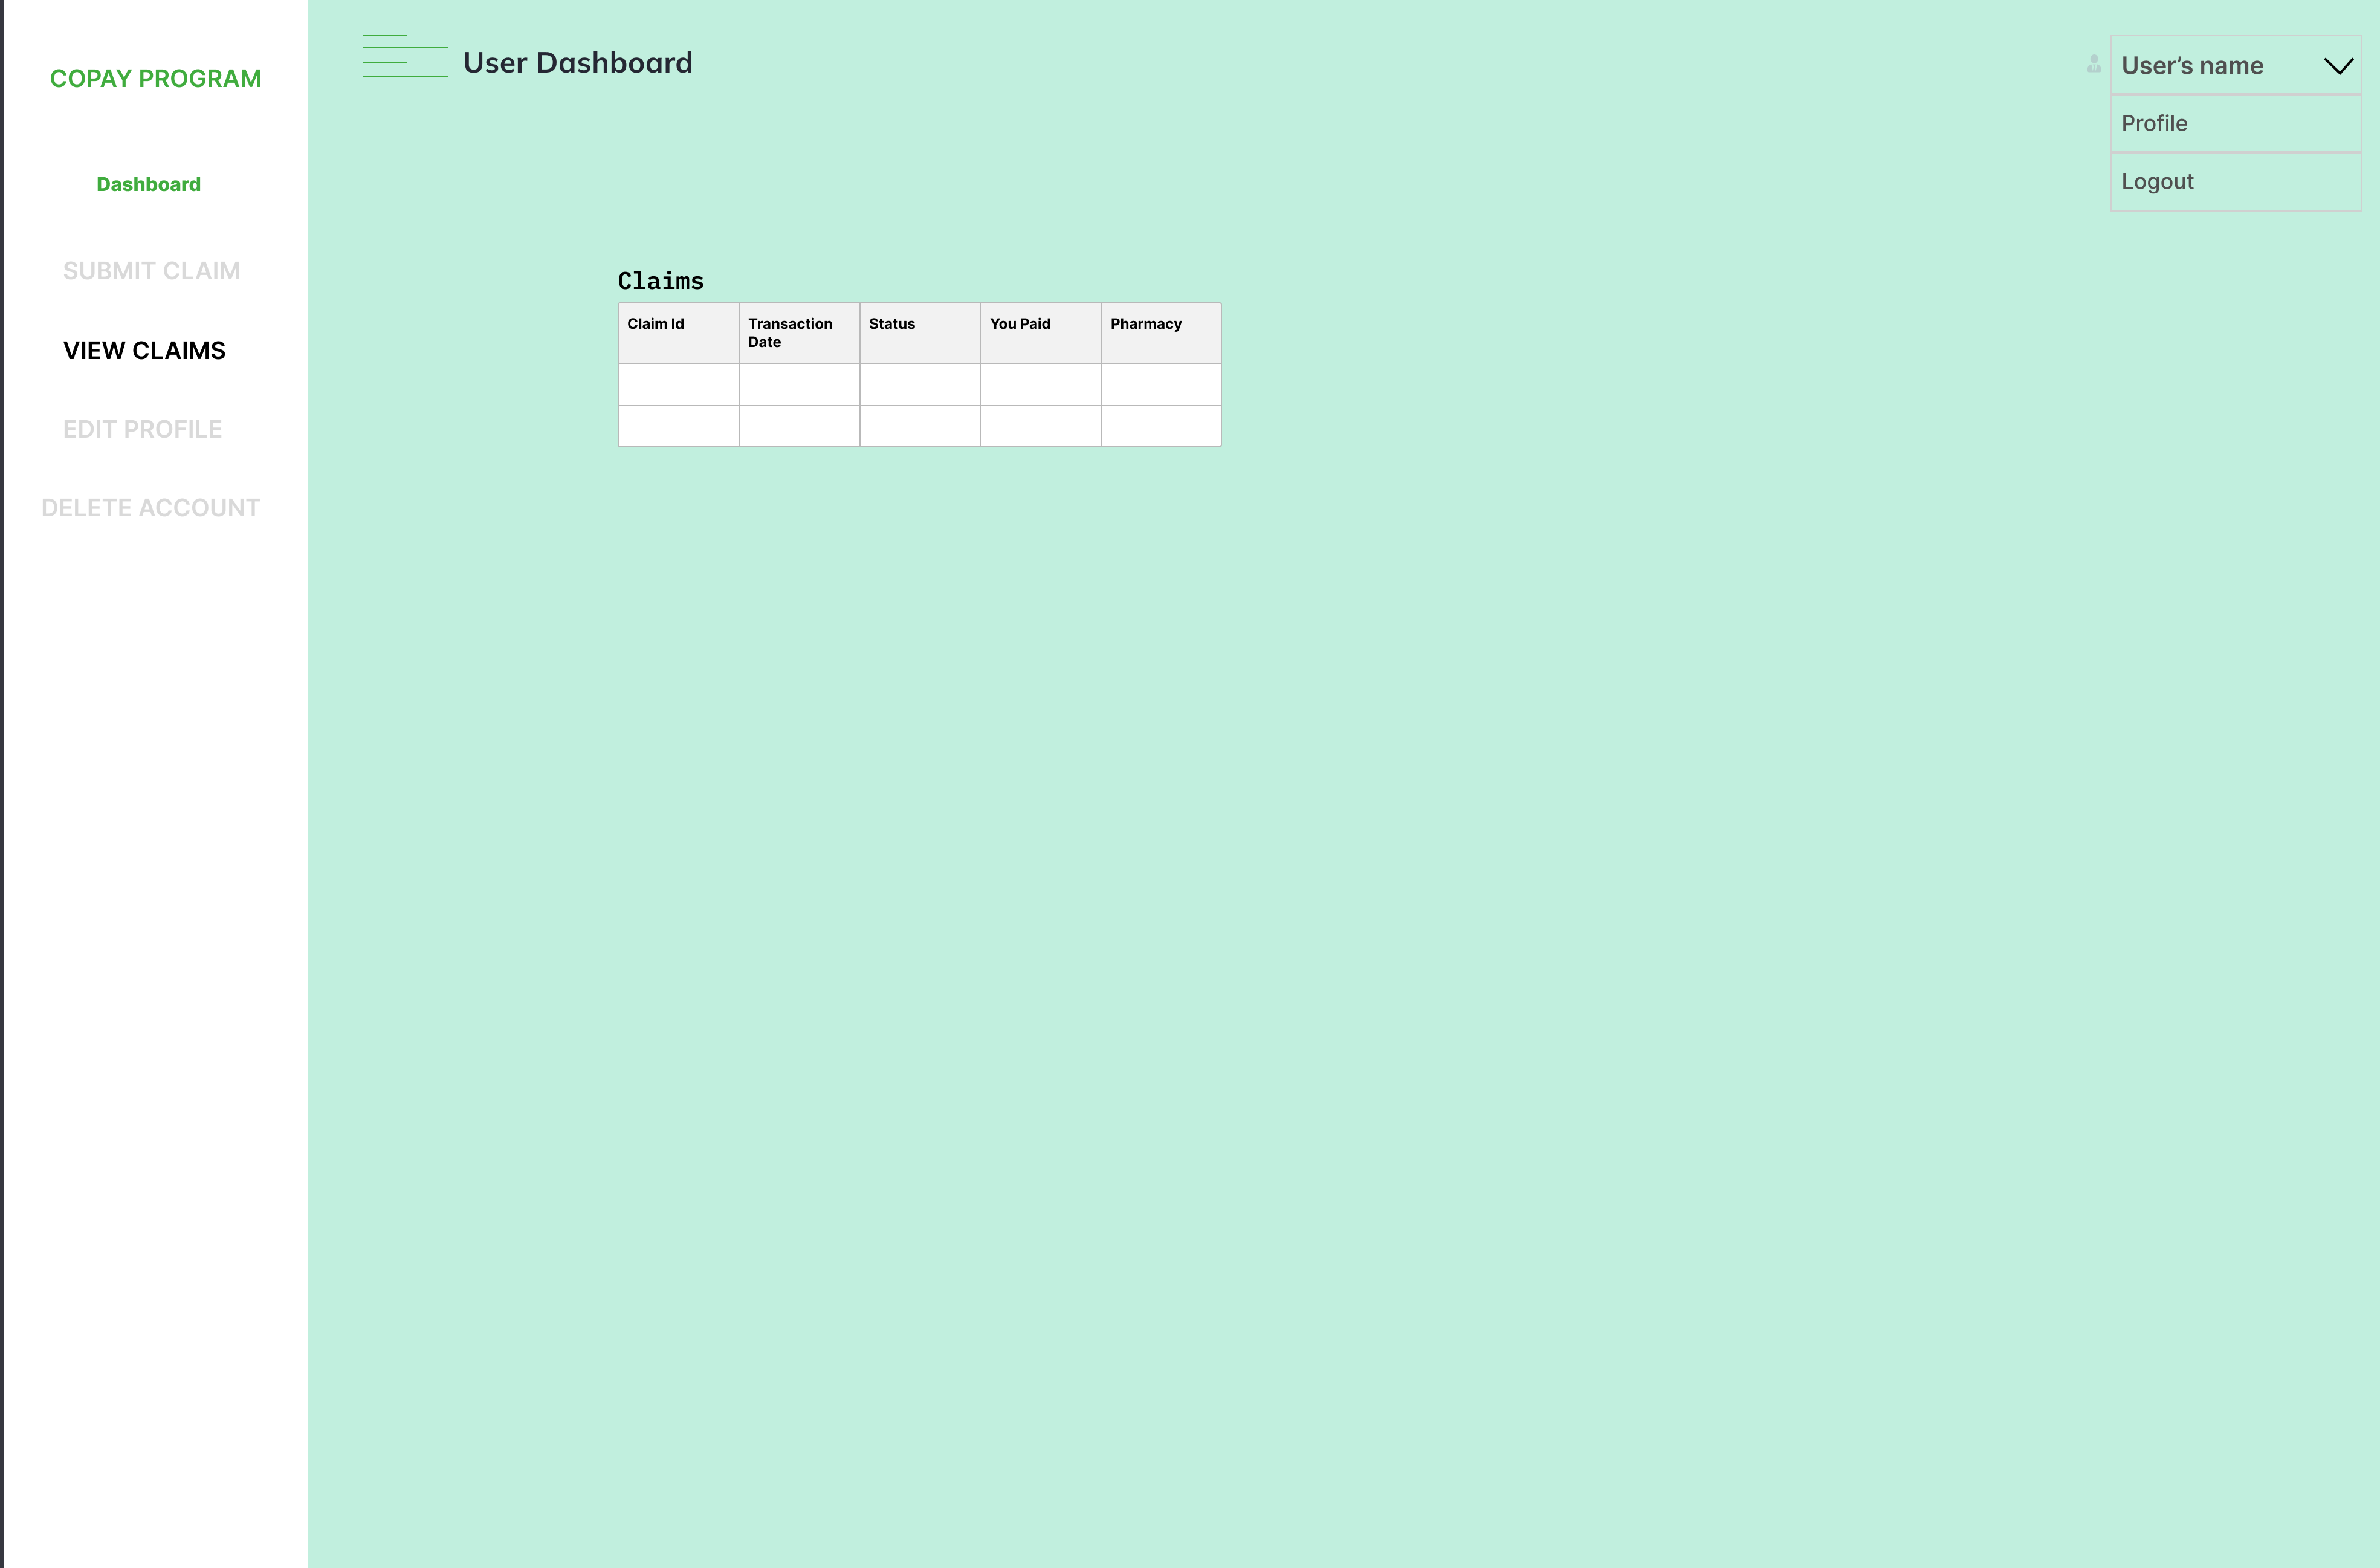 COPAY PROGRAM
Dashboard
SUBMIT CLAIM
VIEW CLAIMS
EDIT PROFILE
DELETE ACCOUNT
User Dashboard
User’s name
Profile
Logout
Claims
Claim Id
Transaction
Date
Status
You Paid
Pharmacy